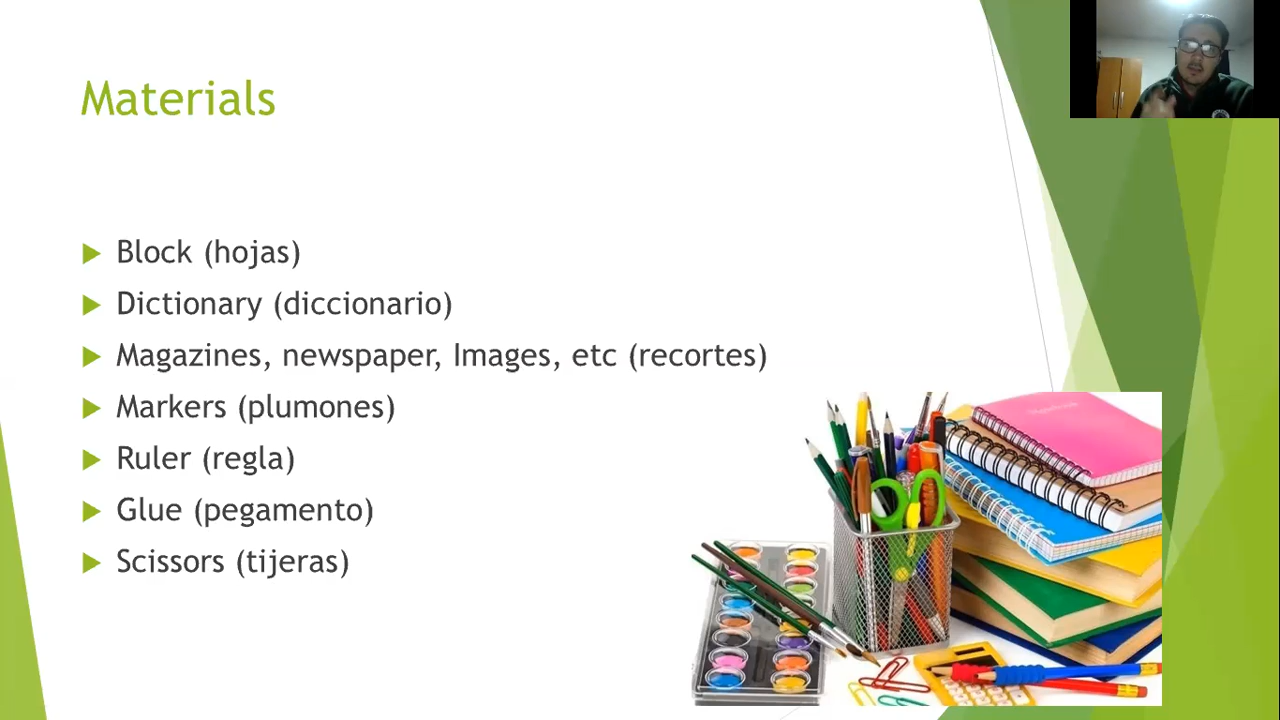 Materials
Block (hojas)
Dictionary (diccionario)
Magazines, newspaper, Images, etc (recortes)
Markers (plumones)
Ruler (regla)
Glue (pegamento)
Scissors (tijeras)